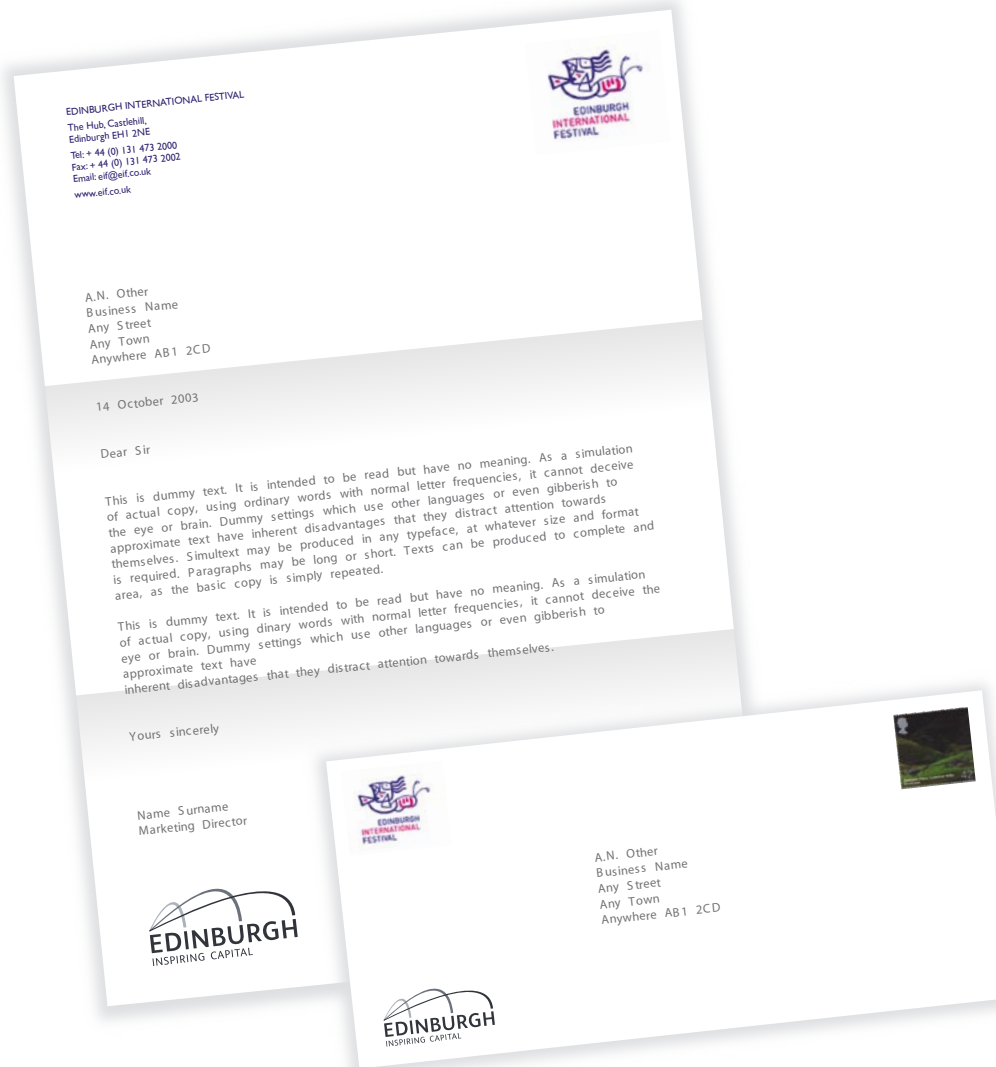 EDINBURGH INTERNATIONAL FESTIVAL
The Hub, Castlehill,
Edinburgh EH1 2NE
Tel: + 44 (0) 131 473 2000
Fax: + 44 (0) 131 473 2002
Email: eif@eif.co.uk
www.eif.co.uk
EDINBURGH
INTERNATIONAL
FESTIVAL
A.N. Other
Business Name
Any Street
Any Town
Anywhere AB1 2CD
14 October 2003
Dear Sir
This is dummy text. It is intended to be read but have no meaning. As a simulation
of actual copy, using ordinary words with normal letter frequencies, it cannot deceive
the eye or brain. Dummy settings which use other languages or even gibberish to
approximate text have inherent disadvantages that they distract attention towards
themselves. Simultext may be produced in any typeface, at whatever size and format
is required. Paragraphs may be long or short. Texts can be produced to complete and
area, as the basic copy is simply repeated.
This is dummy text. It is intended to be read but have no meaning. As a simulation
of actual copy, using dinary words with normal letter frequencies, it cannot deceive the
eye or brain. Dummy settings which use other languages or even gibberish to
approximate text have
inherent disadvantages that they distract attention towards themselves.
Yours sincerely
Name Surname
Marketing Director
EDINBURGH
INSPIRING CAPITAL
EDINBURGH
INTERNATIONAL
FESTIVAL
A.N. Other
Business Name
Any Street
Any Town
Anywhere AB1 2CD
EDINBURGH
INSPIRING CAPITAL
42